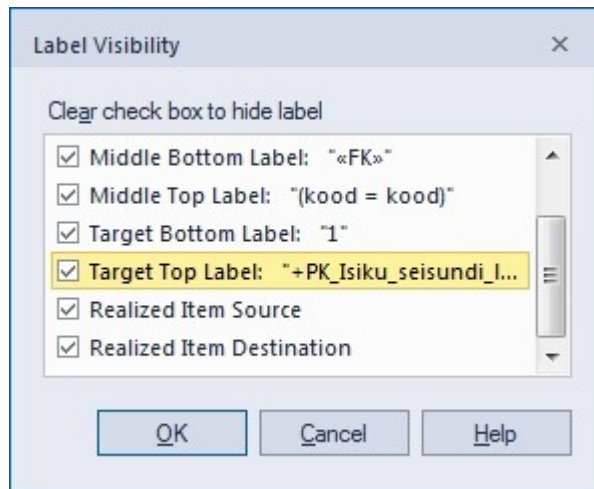 Label Visibility
Clear check box to hide label
Middle Bottom Label: "«FK»"
Middle Top Label: "(kood = kood)"
Target Bottom Label: "1"
Target Top Label: "+PK_Isiku_seisundi_l...
Realized Item Source
Realized Item Destination
OK Cancel Help